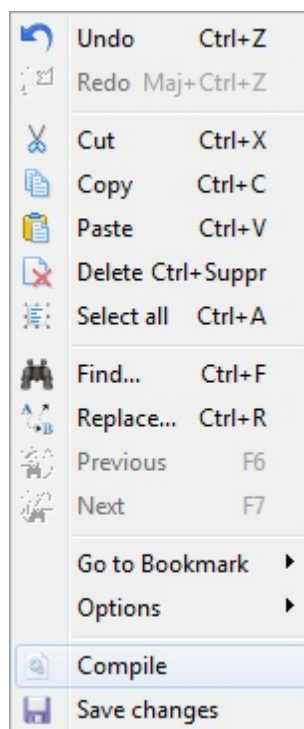 Undo Ctrl+Z
Redo Maj+Ctrl+Z
Cut Ctrl+X
Copy Ctrl+C
Paste Ctrl+V
Delete Ctrl+Suppr
Select all Ctrl+A
Find... Ctrl+F
Replace... Ctrl+R
Previous F6
Next F7
Go to Bookmark
Options
Compile
Save changes